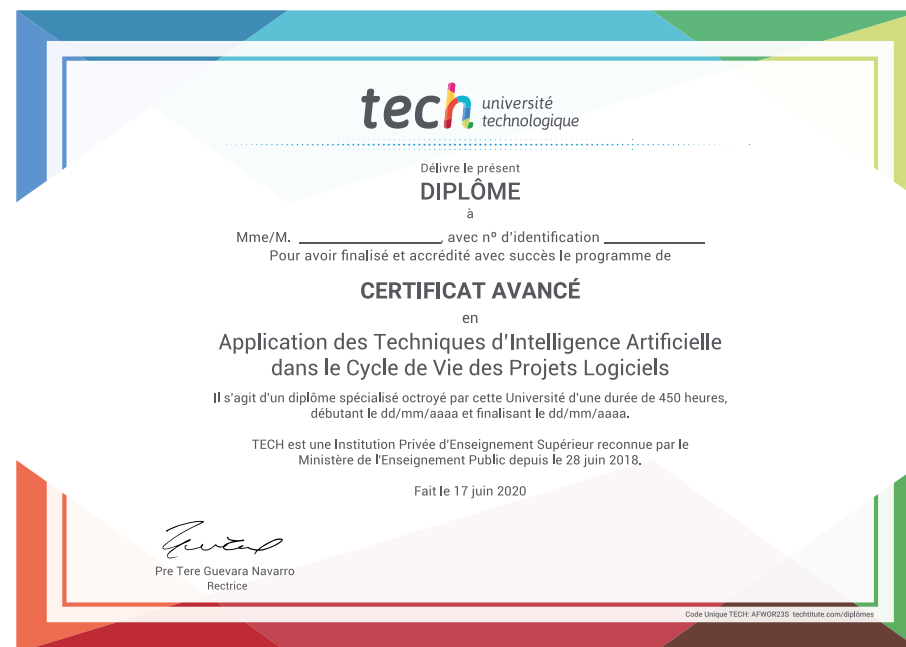 tech université
technologique
Délivre le présent
DIPLÔME
à
Mme/M. ____________________, avec nº d'identification ______________
Pour avoir finalisé et accrédité avec succès le programme de
CERTIFICAT AVANCÉ
en
Application des Techniques d'Intelligence Artificielle
dans le Cycle de Vie des Projets Logiciels
Il s'agit d'un diplôme spécialisé octroyé par cette Université d'une durée de 450 heures,
débutant le dd/mm/aaaa et finalisant le dd/mm/aaaa.
TECH est une Institution Privée d'Enseignement Supérieur reconnue par le
Ministère de l'Enseignement Public depuis le 28 juin 2018.
Fait le 17 juin 2020
Pre Tere Guevara Navarro
Rectrice
Code Unique TECH: AFWOR23S techtitute.com/diplômes